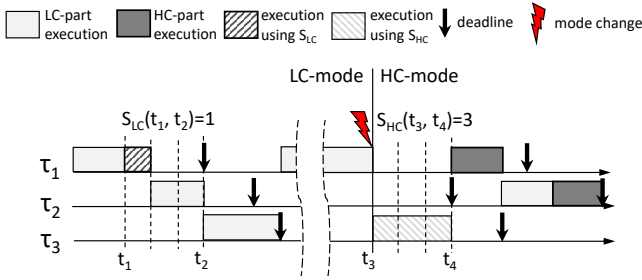 LC-part execution
HC-part execution
execution using S_LC
execution using S_HC
deadline
mode change
LC-mode
HC-mode
S_LC(t₁, t₂)=1
S_HC(t₃, t₄)=3
τ₁
τ₂
τ₃
t₁
t₂
t₃
t₄